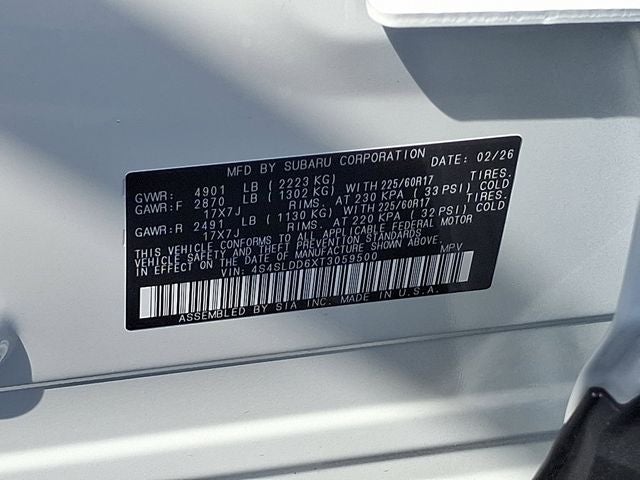 MFD BY SUBARU CORPORATION DATE: 02/26
GVWR: 4901 LB ( 2223 KG)
GAWR:F 2870 LB ( 1302 KG) WITH 225/60R17 TIRES.
17X7J RIMS. AT 230 KPA ( 33 PSI) COLD
GAWR:R 2491 LB ( 1130 KG) WITH 225/60R17 TIRES.
17X7J RIMS. AT 220 KPA ( 32 PSI) COLD
THIS VEHICLE CONFORMS TO ALL APPLICABLE FEDERAL MOTOR
VEHICLE SAFETY AND THEFT PREVENTION STANDARDS
IN EFFECT ON THE DATE OF MANUFACTURE SHOWN ABOVE.
VIN: 4S4SLDD6XT3059500 MPV
ASSEMBLED BY SIA INC. MADE IN U.S.A.